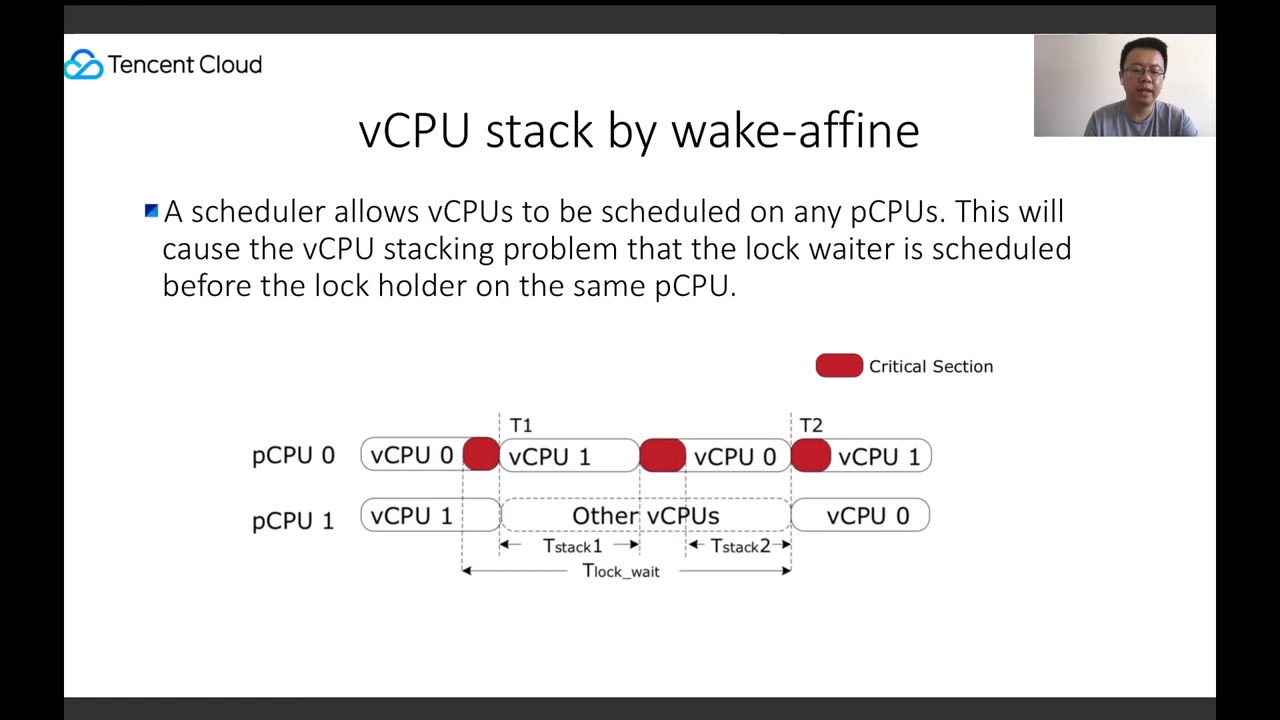 Tencent Cloud
vCPU stack by wake-affine
A scheduler allows vCPUs to be scheduled on any pCPUs. This will
cause the vCPU stacking problem that the lock waiter is scheduled
before the lock holder on the same pCPU.
Critical Section
T1
T2
pCPU 0
vCPU 0
vCPU 1
vCPU 0
vCPU 1
pCPU 1
vCPU 1
Other vCPUs
vCPU 0
Tstack1
Tstack2
Tlock_wait